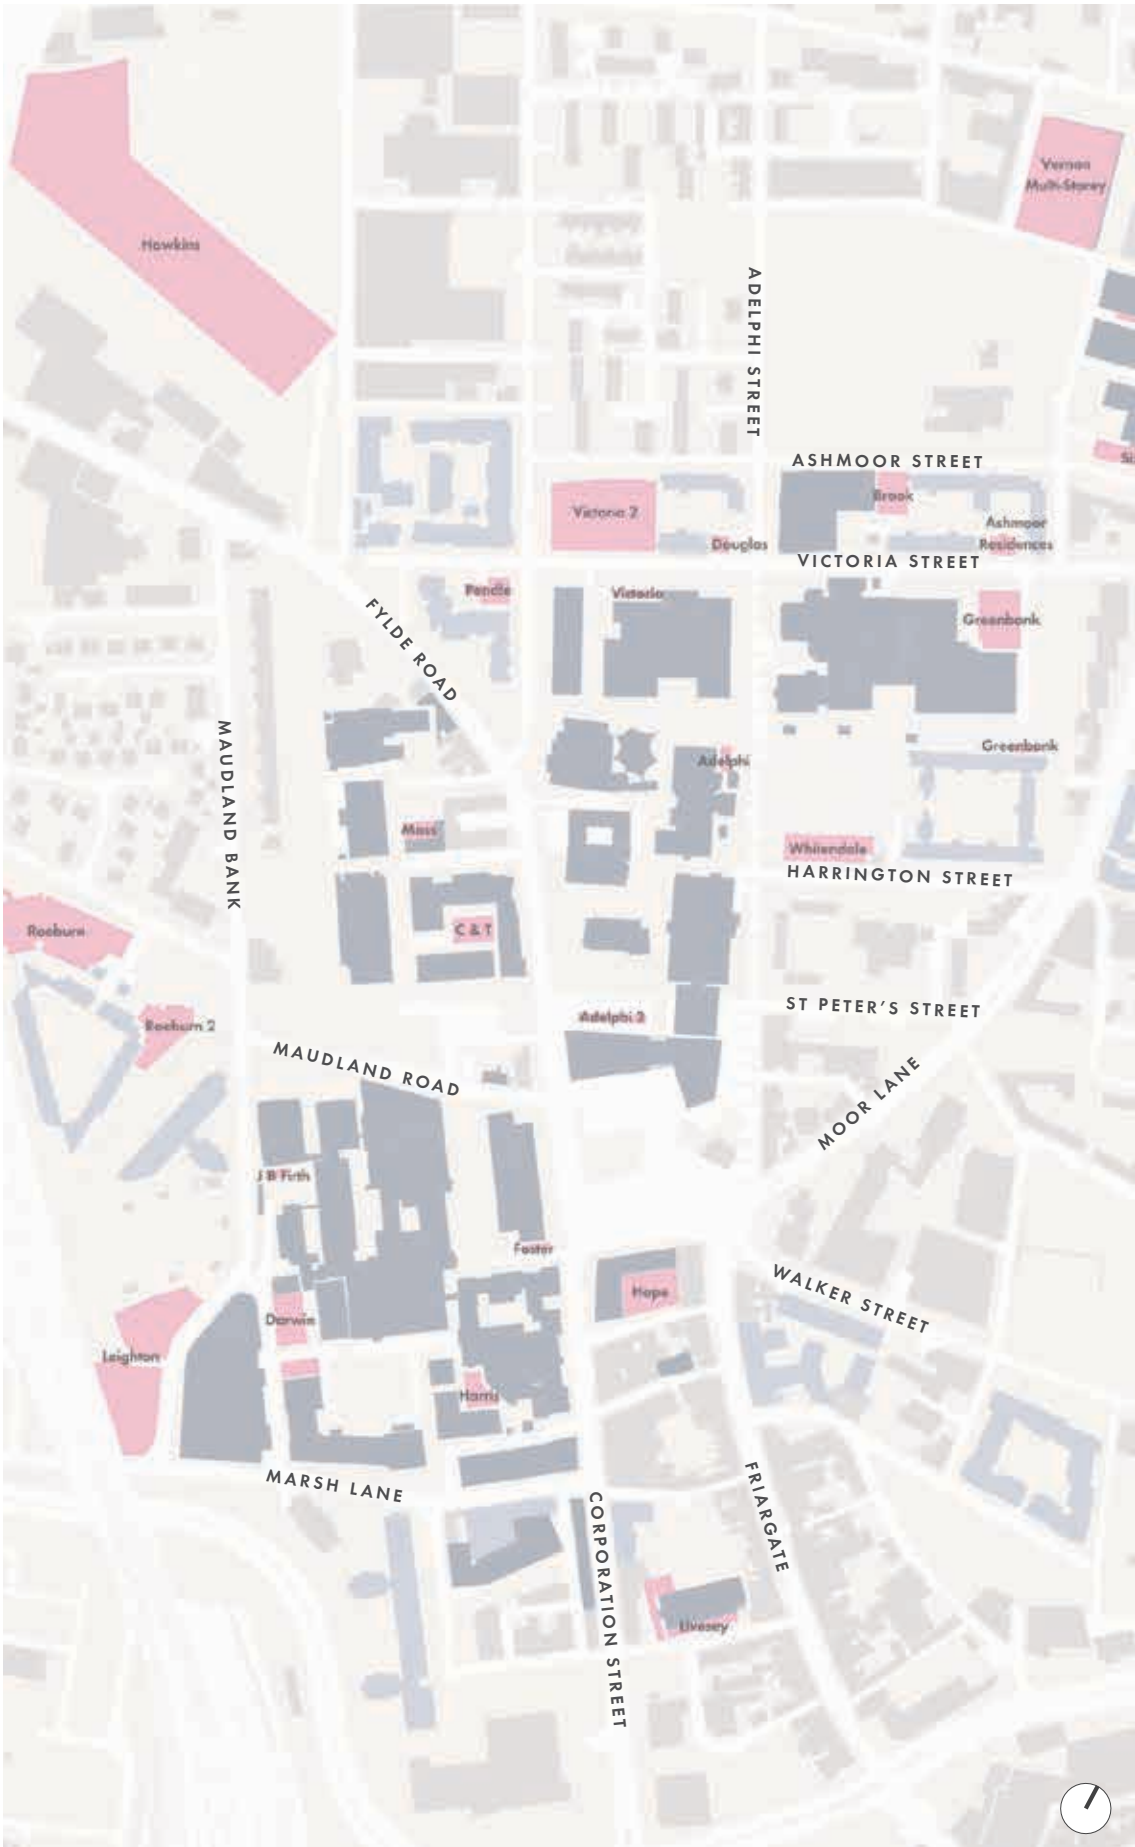 Vernon
Multi-Storey
Hawkins
ADELPHI STREET
ASHMOOR STREET
Brook
Victoria 2
Ashmoor
Douglas
Residences
VICTORIA STREET
Pendle
Victoria
FYLDE ROAD
Greenbank
MAUDLAND BANK
Greenbank
Adelphi
Moss
Whitendale
HARRINGTON STREET
Roeburn
C & T
ST PETER'S STREET
Roeburn 2
Adelphi 2
MAUDLAND ROAD
MOOR LANE
J B Firth
Foster
WALKER STREET
Hope
Darwin
Leighton
Harris
MARSH LANE
FRIARGATE
CORPORATION STREET
Livesey